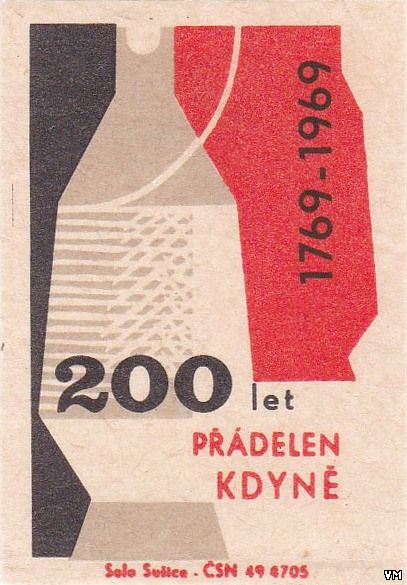 1769-1969
200 let
PŘÁDELEN
KDYNĚ
Solo Sušice - ČSN 49 4705
VM